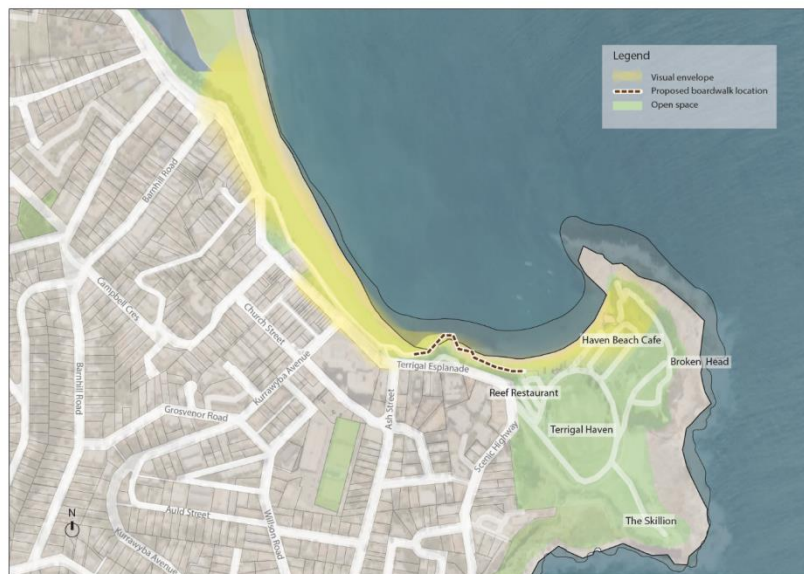 Legend
Visual envelope
Proposed boardwalk location
Open space
Barnhill Road
Campbell Cres
Church Street
Haven Beach Cafe
Broken Head
Terrigal Esplanade
Kurrawyba Avenue
Barnhill Road
Reef Restaurant
Grosvenor Road
Ash Street
Terrigal Haven
Scenic Highway
Auld Street
The Skillion
N
Willson Road
Kurrawyba Avenue